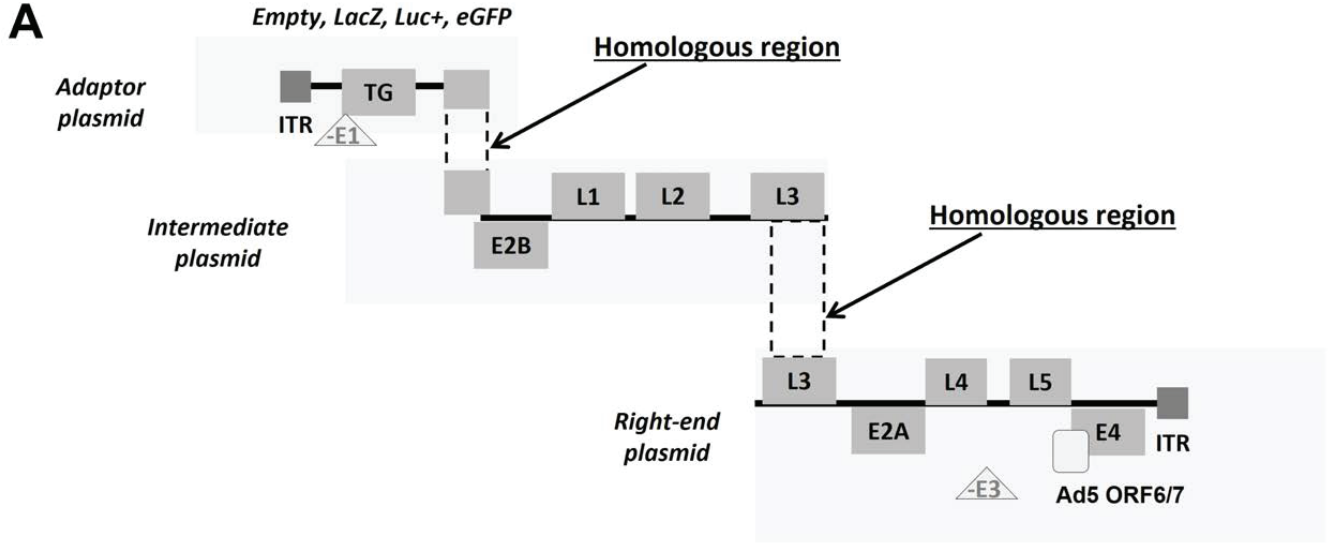 A
Empty, LacZ, Luc+, eGFP
Homologous region
Adaptor
plasmid
TG
ITR
-E1
L1
L2
L3
Homologous region
Intermediate
plasmid
E2B
L3
L4
L5
Right-end
plasmid
E2A
E4
ITR
-E3
Ad5 ORF6/7